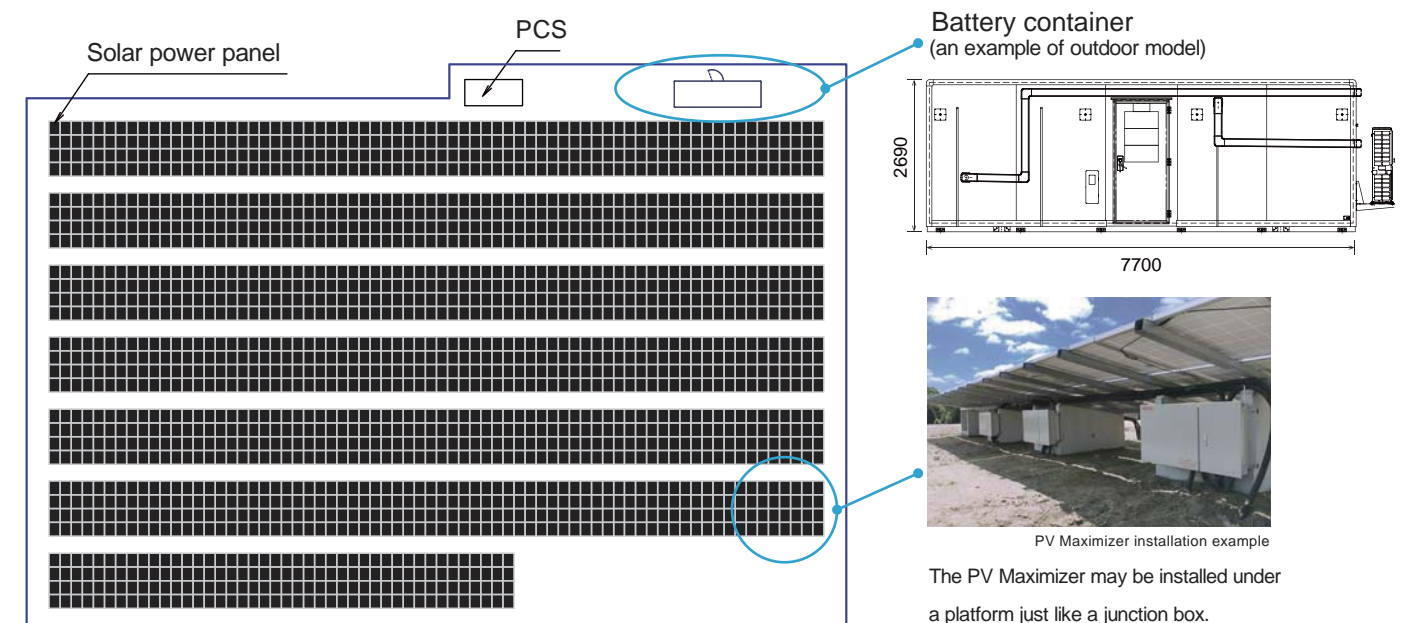 Solar power panel
PCS
Battery container
(an example of outdoor model)
2690
7700
PV Maximizer installation example
The PV Maximizer may be installed under
a platform just like a junction box.